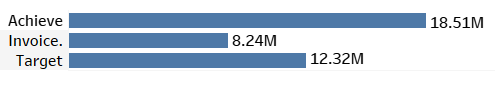 Achieve 18.51M
Invoice. 8.24M
Target 12.32M